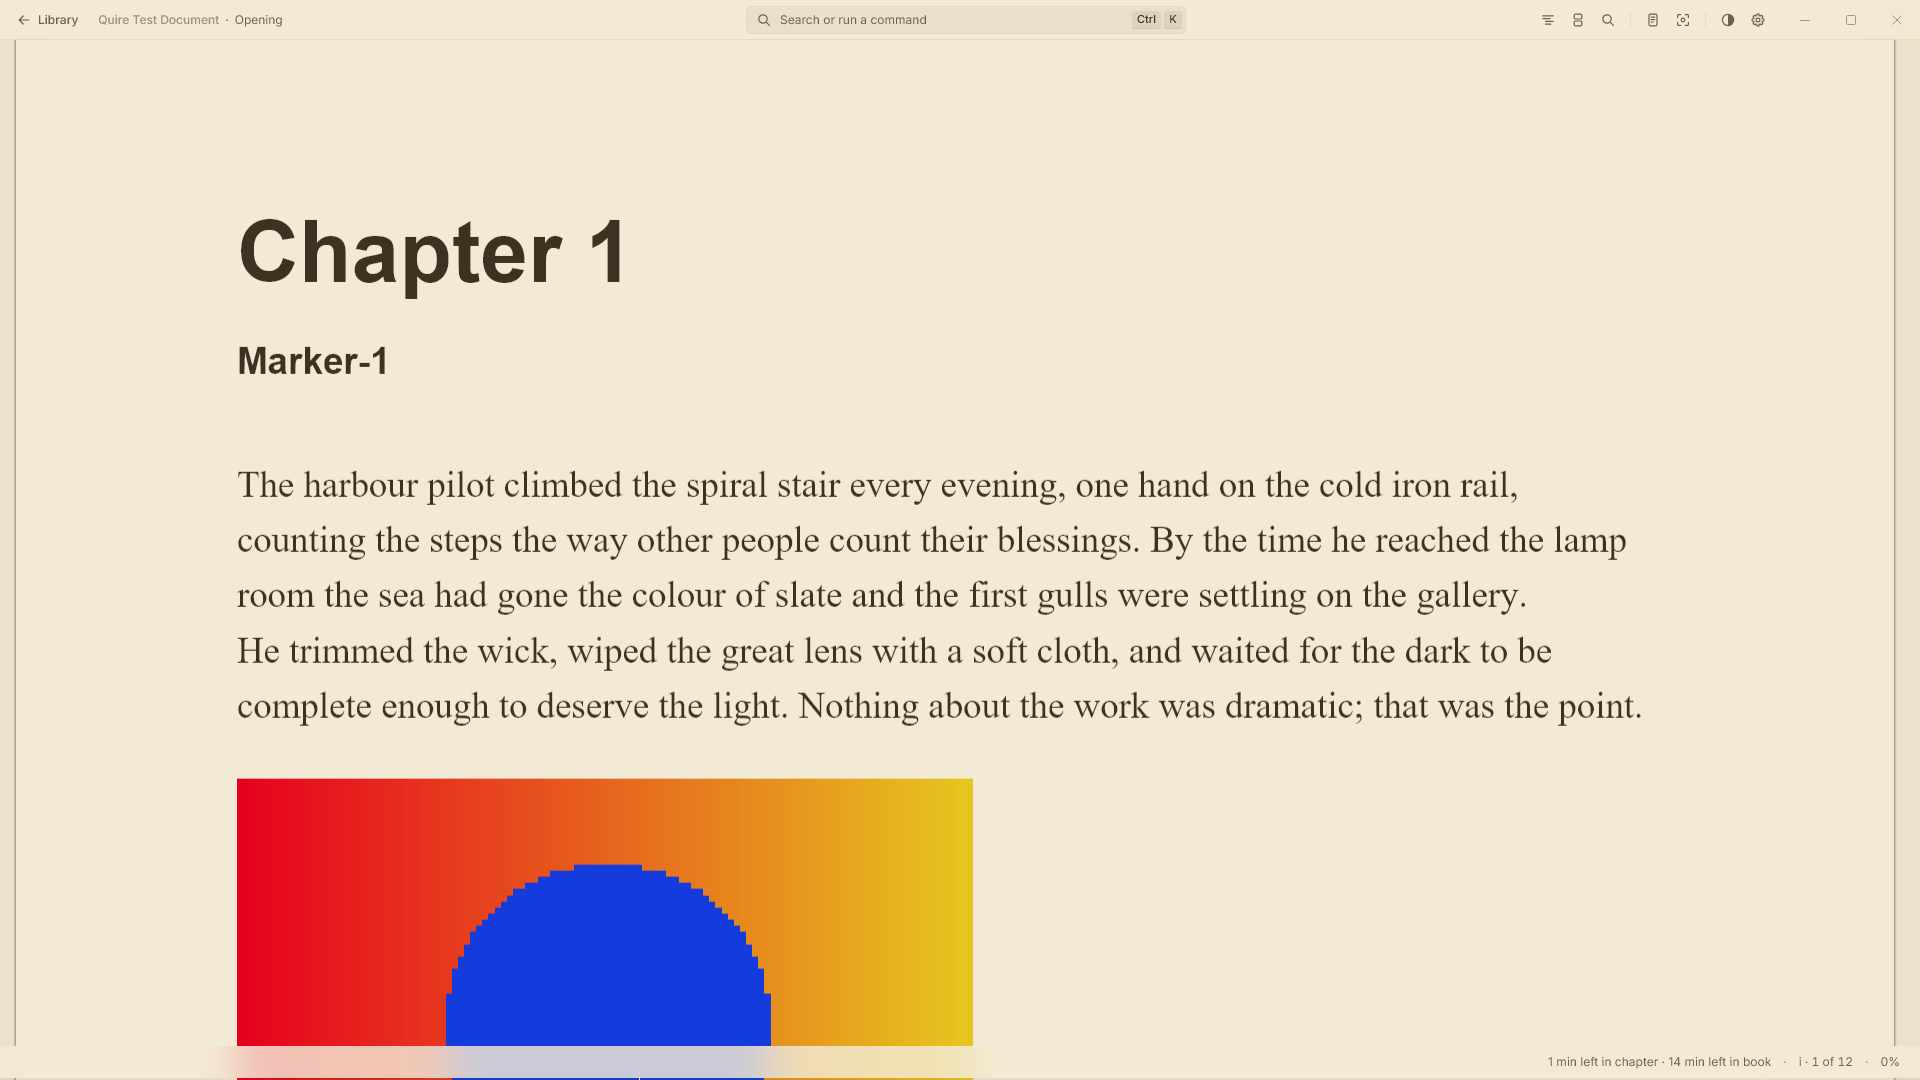 Library
Quire Test Document · Opening
Search or run a command
Ctrl K
Chapter 1
Marker-1
The harbour pilot climbed the spiral stair every evening, one hand on the cold iron rail,
counting the steps the way other people count their blessings. By the time he reached the lamp
room the sea had gone the colour of slate and the first gulls were settling on the gallery.
He trimmed the wick, wiped the great lens with a soft cloth, and waited for the dark to be
complete enough to deserve the light. Nothing about the work was dramatic; that was the point.
1 min left in chapter · 14 min left in book · i · 1 of 12 · 0%